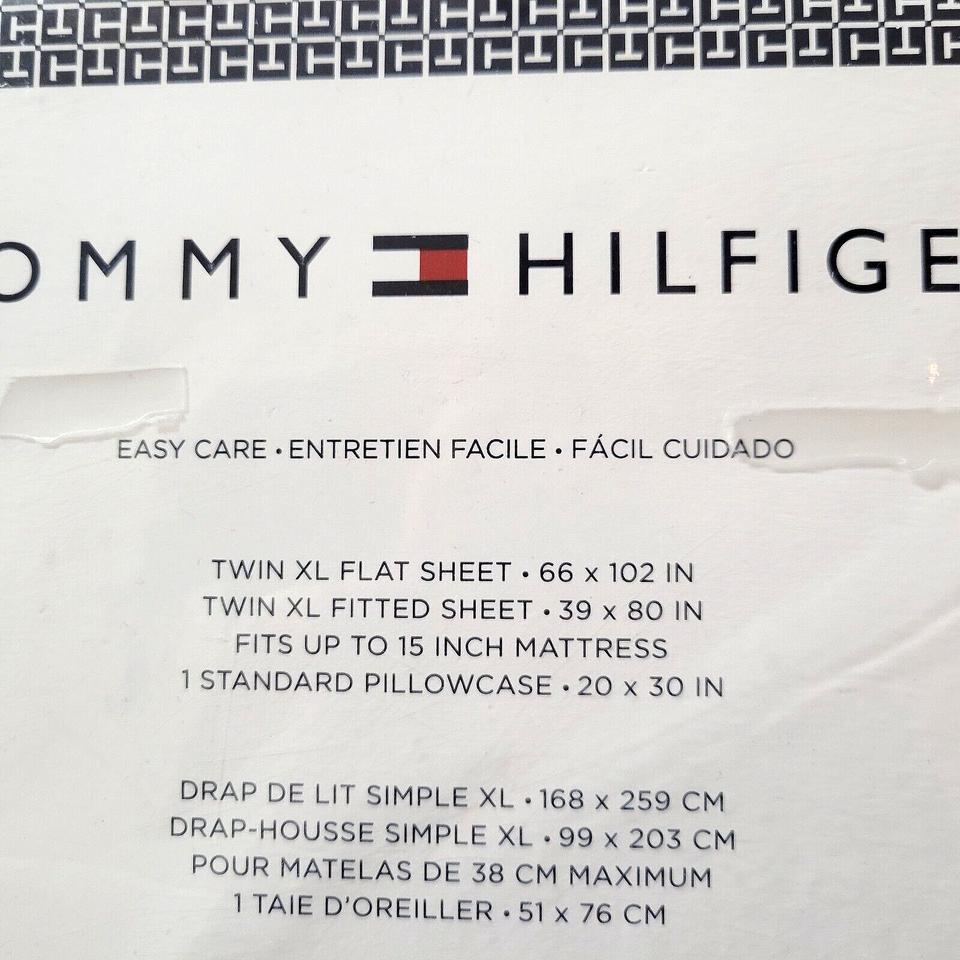 OMMY HILFIGE
EASY CARE • ENTRETIEN FACILE • FÁCIL CUIDADO
TWIN XL FLAT SHEET • 66 x 102 IN
TWIN XL FITTED SHEET • 39 x 80 IN
FITS UP TO 15 INCH MATTRESS
1 STANDARD PILLOWCASE • 20 x 30 IN
DRAP DE LIT SIMPLE XL • 168 x 259 CM
DRAP-HOUSSE SIMPLE XL • 99 x 203 CM
POUR MATELAS DE 38 CM MAXIMUM
1 TAIE D'OREILLER • 51 x 76 CM